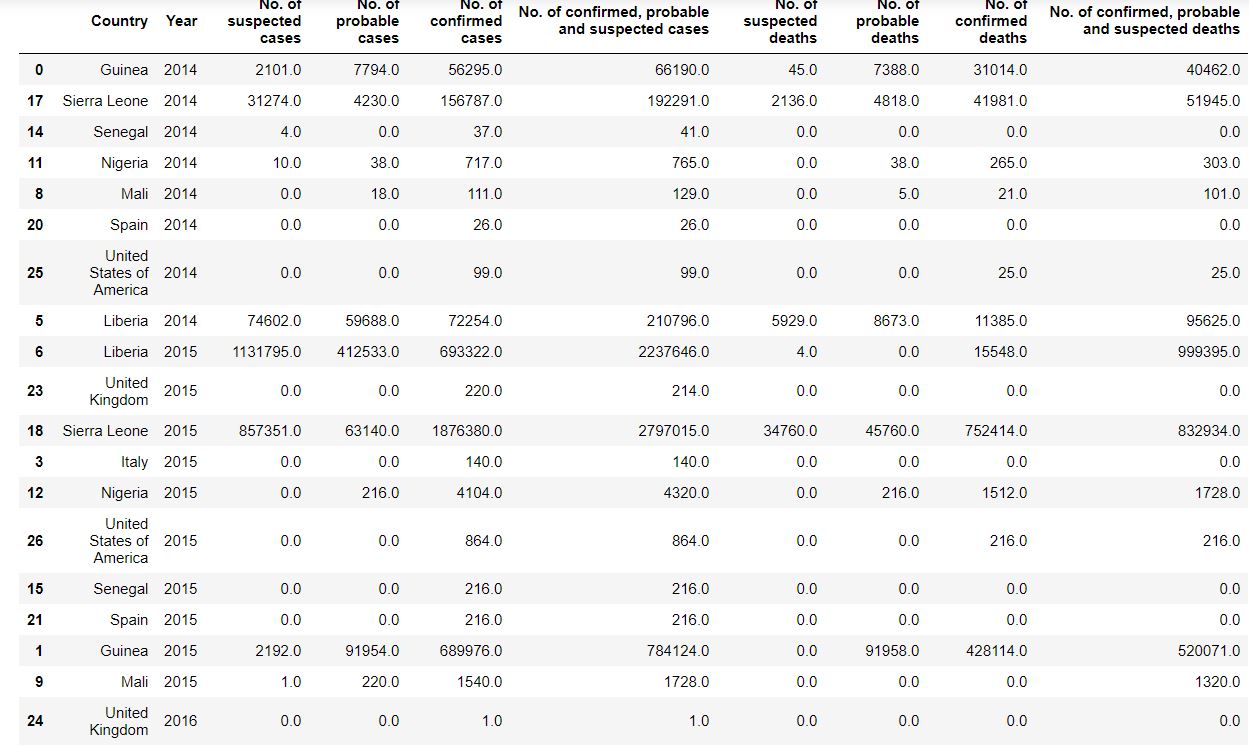 Country Year No. of suspected cases No. of probable cases No. of confirmed cases No. of confirmed, probable and suspected cases No. of suspected deaths No. of probable deaths No. of confirmed deaths No. of confirmed, probable and suspected deaths
0 Guinea 2014 2101.0 7794.0 56295.0 66190.0 45.0 7388.0 31014.0 40462.0
17 Sierra Leone 2014 31274.0 4230.0 156787.0 192291.0 2136.0 4818.0 41981.0 51945.0
14 Senegal 2014 4.0 0.0 37.0 41.0 0.0 0.0 0.0 0.0
11 Nigeria 2014 10.0 38.0 717.0 765.0 0.0 38.0 265.0 303.0
8 Mali 2014 0.0 18.0 111.0 129.0 0.0 5.0 21.0 101.0
20 Spain 2014 0.0 0.0 26.0 26.0 0.0 0.0 0.0 0.0
25 United States of America 2014 0.0 0.0 99.0 99.0 0.0 0.0 25.0 25.0
5 Liberia 2014 74602.0 59688.0 72254.0 210796.0 5929.0 8673.0 11385.0 95625.0
6 Liberia 2015 1131795.0 412533.0 693322.0 2237646.0 4.0 0.0 15548.0 999395.0
23 United Kingdom 2015 0.0 0.0 220.0 214.0 0.0 0.0 0.0 0.0
18 Sierra Leone 2015 857351.0 63140.0 1876380.0 2797015.0 34760.0 45760.0 752414.0 832934.0
3 Italy 2015 0.0 0.0 140.0 140.0 0.0 0.0 0.0 0.0
12 Nigeria 2015 0.0 216.0 4104.0 4320.0 0.0 216.0 1512.0 1728.0
26 United States of America 2015 0.0 0.0 864.0 864.0 0.0 0.0 216.0 216.0
15 Senegal 2015 0.0 0.0 216.0 216.0 0.0 0.0 0.0 0.0
21 Spain 2015 0.0 0.0 216.0 216.0 0.0 0.0 0.0 0.0
1 Guinea 2015 2192.0 91954.0 689976.0 784124.0 0.0 91958.0 428114.0 520071.0
9 Mali 2015 1.0 220.0 1540.0 1728.0 0.0 0.0 0.0 1320.0
24 United Kingdom 2016 0.0 0.0 1.0 1.0 0.0 0.0 0.0 0.0